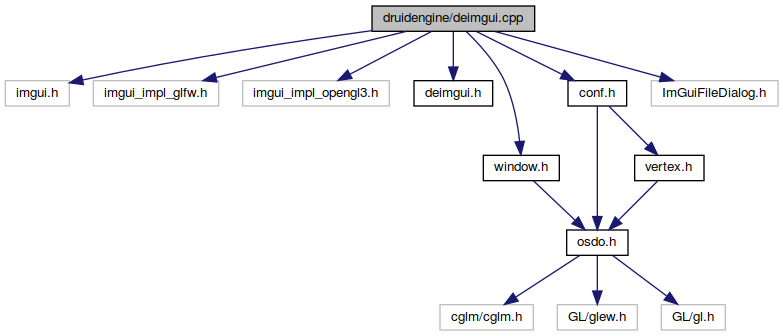 druidengine/deimgui.cpp
imgui.h
imgui_impl_glfw.h
imgui_impl_opengl3.h
deimgui.h
conf.h
ImGuiFileDialog.h
window.h
vertex.h
osdo.h
cglm/cglm.h
GL/glew.h
GL/gl.h